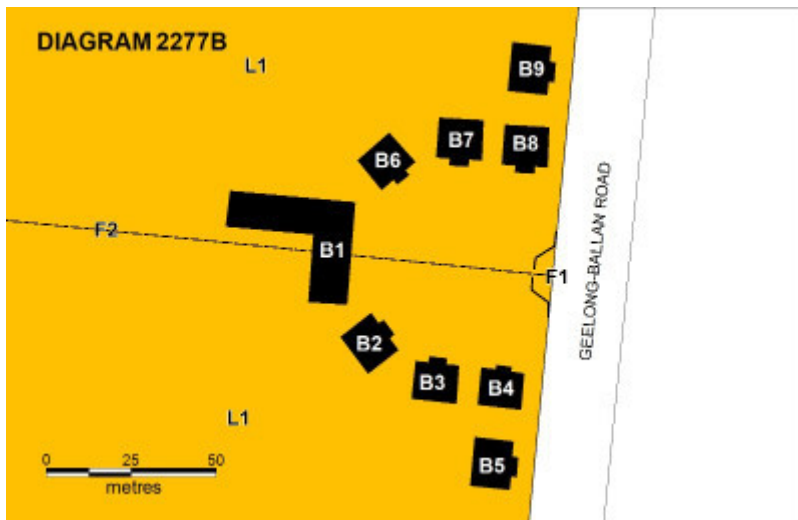 DIAGRAM 2277B
L1
B9
B7
B8
B6
F2
B1
F1
GEELONG-BALLAN ROAD
B2
B3
B4
L1
B5
0 25 50
metres